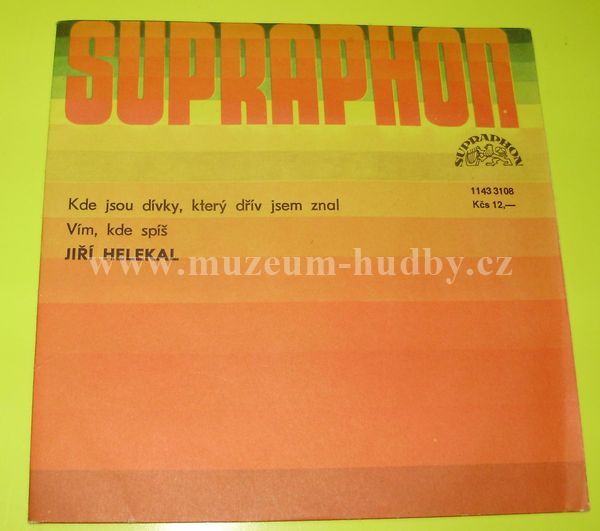 SUPRAPHON
SUPRAPHON
1143 3108
Kčs 12,—
Kde jsou dívky, který dřív jsem znal
Vím, kde spíš
JIŘÍ HELEKAL
www.muzeum-hudby.cz